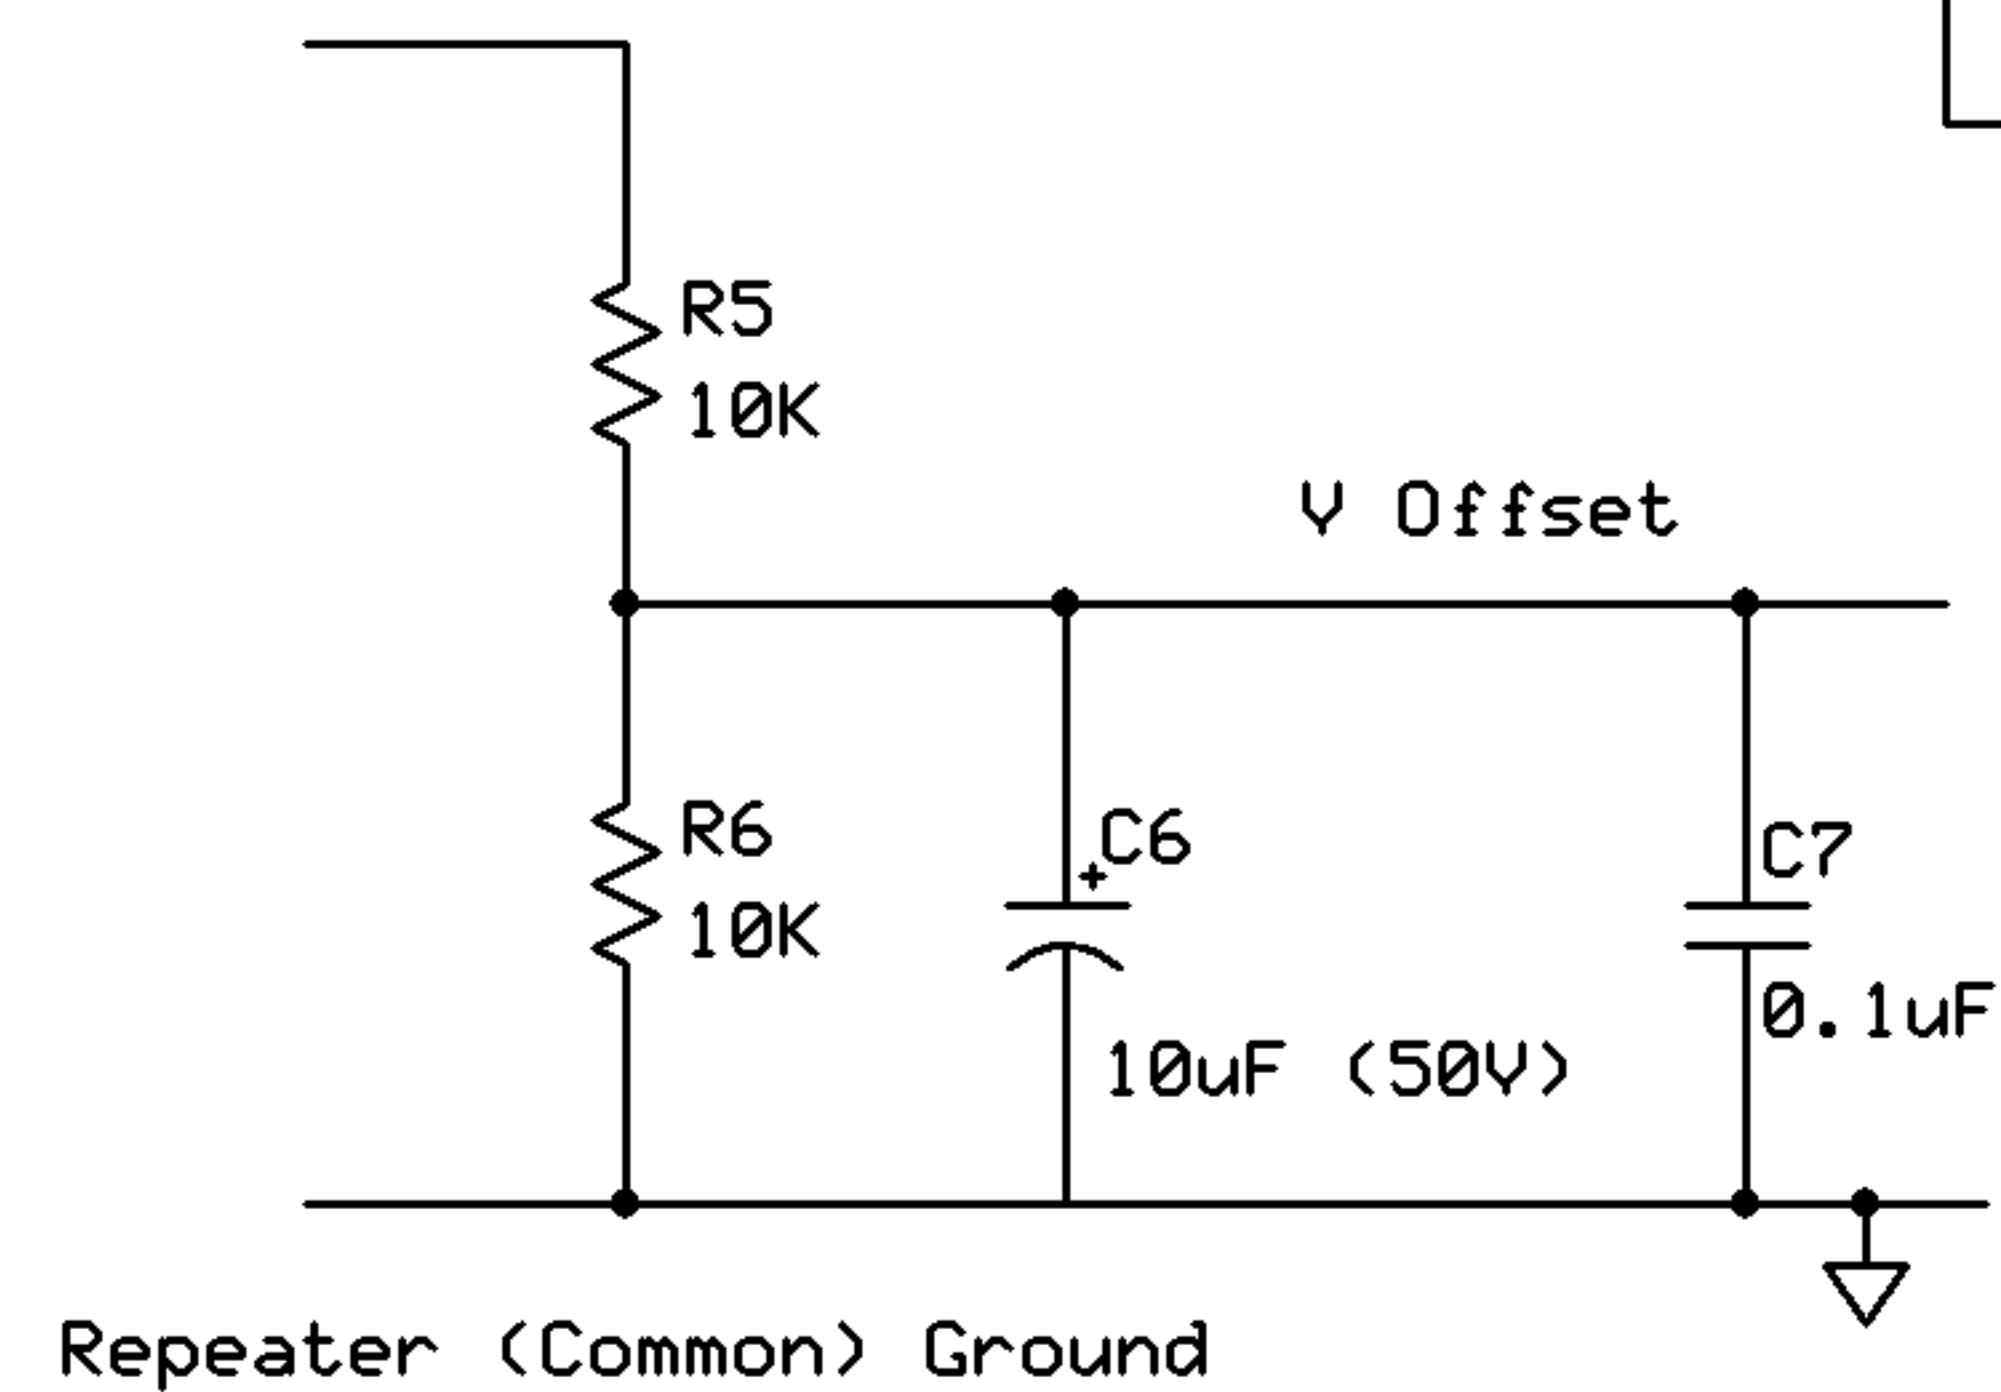 R5
10K
V Offset
R6
10K
+
C6
C7
0.1uF
10uF (50V)
Repeater (Common) Ground